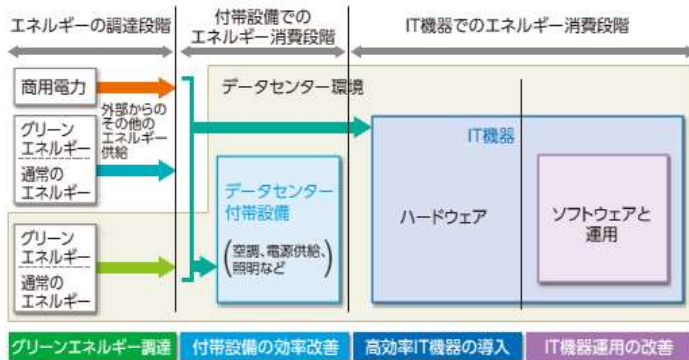 エネルギーの調達段階
付帯設備での
エネルギー消費段階
IT機器でのエネルギー消費段階
商用電力
外部からの
その他の
エネルギー
供給
グリーン
エネルギー
通常の
エネルギー
データセンター環境
IT機器
データセンター
付帯設備
(空調、電源供給、
照明など)
ハードウェア
ソフトウェアと
運用
グリーン
エネルギー
通常の
エネルギー
グリーンエネルギー調達
付帯設備の効率改善
高効率IT機器の導入
IT機器運用の改善